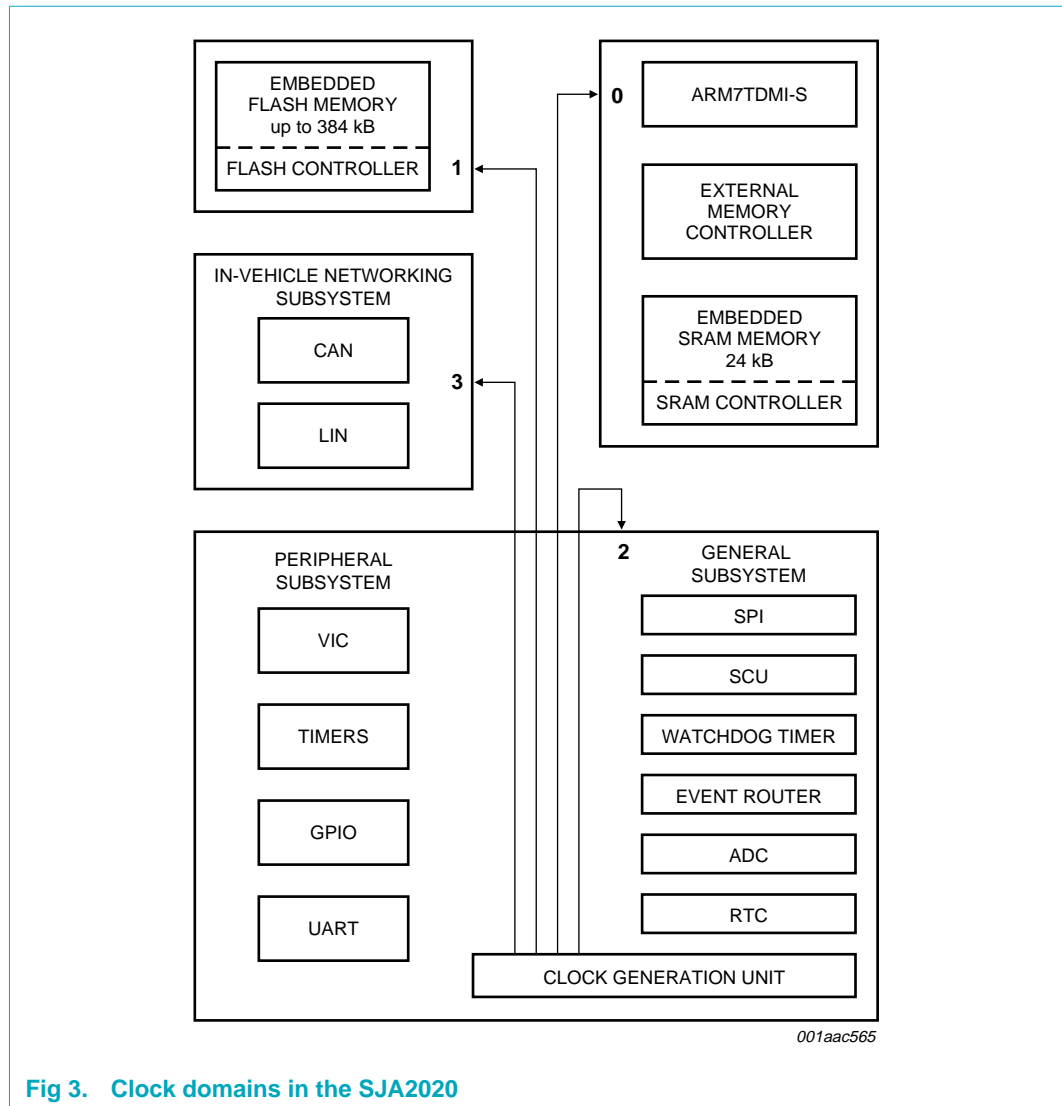 EMBEDDED
FLASH MEMORY
up to 384 kB
FLASH CONTROLLER
1
0
ARM7TDMI-S
EXTERNAL
MEMORY
CONTROLLER
EMBEDDED
SRAM MEMORY
24 kB
SRAM CONTROLLER
IN-VEHICLE NETWORKING
SUBSYSTEM
CAN
3
LIN
2
PERIPHERAL
SUBSYSTEM
VIC
TIMERS
GPIO
UART
GENERAL
SUBSYSTEM
SPI
SCU
WATCHDOG TIMER
EVENT ROUTER
ADC
RTC
CLOCK GENERATION UNIT
001aac565
Fig 3. Clock domains in the SJA2020